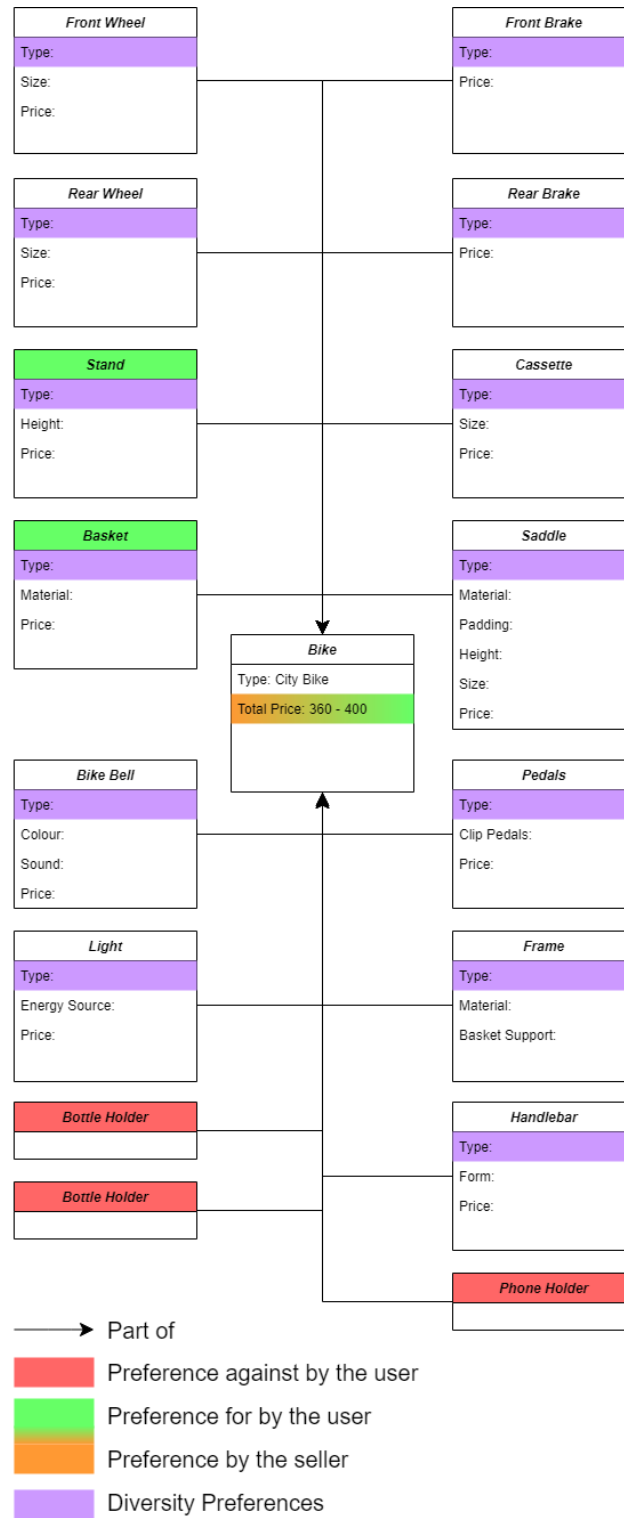 Front Wheel
Type:
Size:
Price:
Front Brake
Type:
Price:
Rear Wheel
Type:
Size:
Price:
Rear Brake
Type:
Price:
Stand
Type:
Height:
Price:
Cassette
Type:
Size:
Price:
Basket
Type:
Material:
Price:
Saddle
Type:
Material:
Padding:
Height:
Size:
Price:
Bike
Type: City Bike
Total Price: 360 - 400
Bike Bell
Type:
Colour:
Sound:
Price:
Pedals
Type:
Clip Pedals:
Price:
Light
Type:
Energy Source:
Price:
Frame
Type:
Material:
Basket Support:
Bottle Holder
Handlebar
Type:
Form:
Price:
Bottle Holder
Phone Holder
Part of
Preference against by the user
Preference for by the user
Preference by the seller
Diversity Preferences